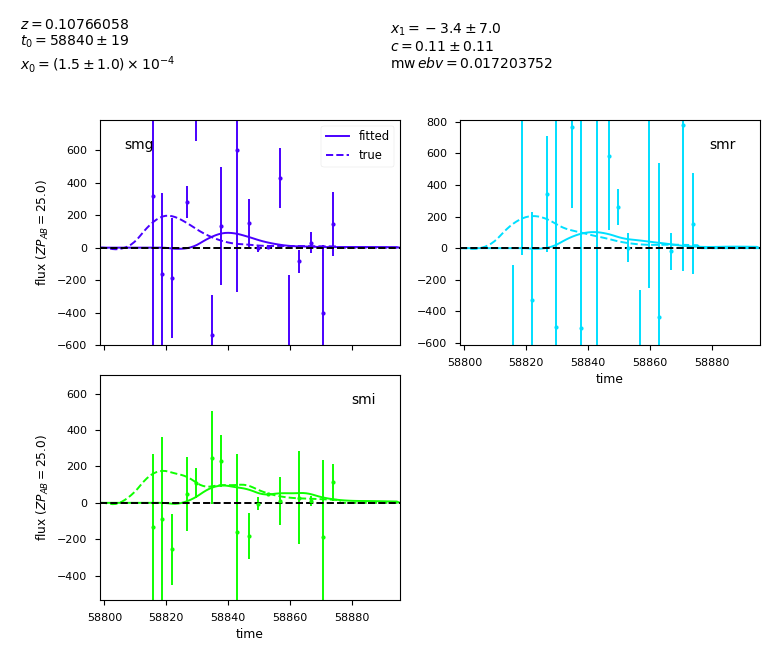 z = 0.10766058
t₀ = 58840 ± 19
x₀ = (1.5 ± 1.0) × 10⁻⁴
x₁ = −3.4 ± 7.0
c = 0.11 ± 0.11
mw ebv = 0.017203752
smg
fitted
true
600
400
200
0
−200
−400
−600
flux (ZP_AB = 25.0)
smr
800
600
400
200
0
−200
−400
−600
58800 58820 58840 58860 58880
time
smi
600
400
200
0
−200
−400
flux (ZP_AB = 25.0)
58800 58820 58840 58860 58880
time